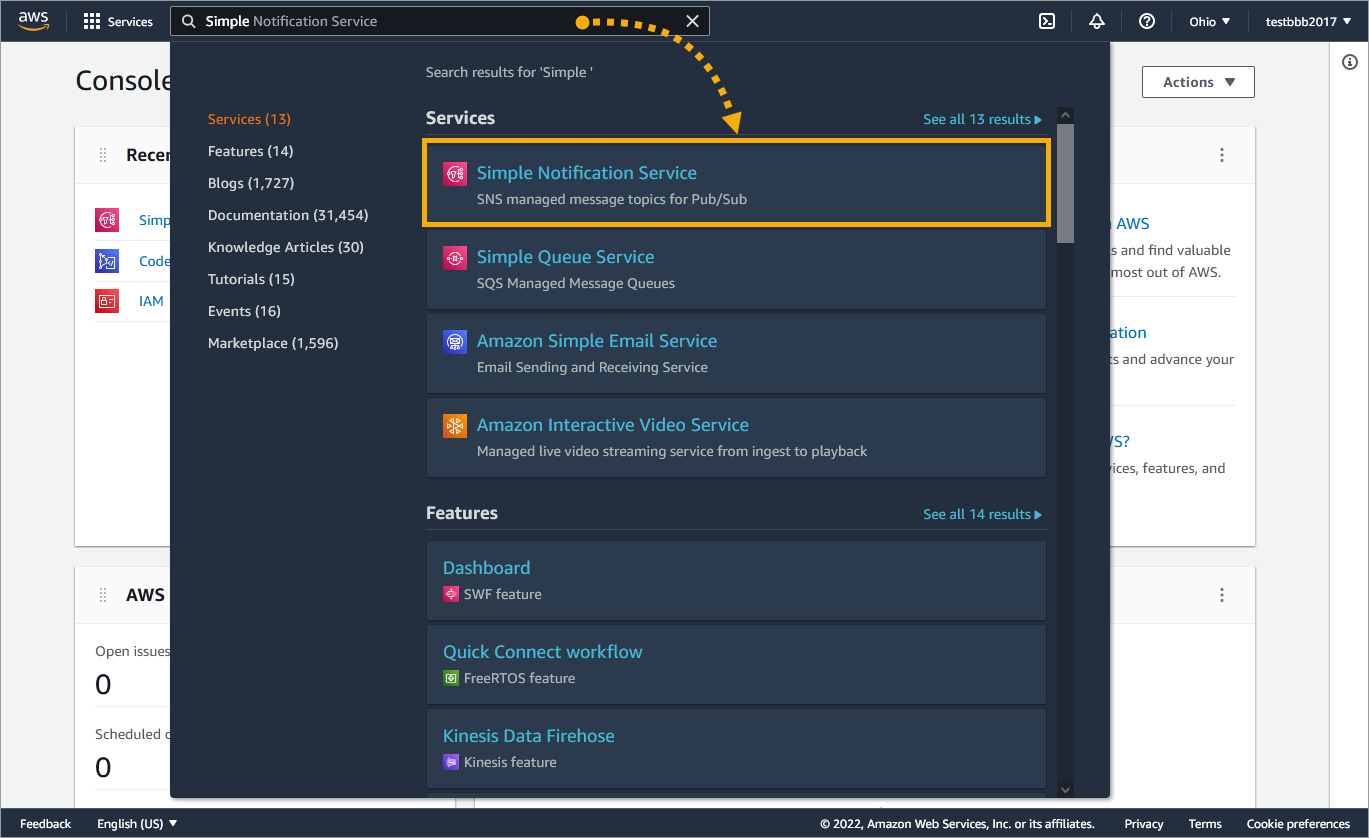 aws
Services
Simple Notification Service
Ohio
testbbb2017
Console
Actions
Search results for 'Simple '
Services (13)
Features (14)
Blogs (1,727)
Documentation (31,454)
Knowledge Articles (30)
Tutorials (15)
Events (16)
Marketplace (1,596)
Services
See all 13 results
Simple Notification Service
SNS managed message topics for Pub/Sub
Simple Queue Service
SQS Managed Message Queues
Amazon Simple Email Service
Email Sending and Receiving Service
Amazon Interactive Video Service
Managed live video streaming service from ingest to playback
Features
See all 14 results
Dashboard
SWF feature
Quick Connect workflow
FreeRTOS feature
Kinesis Data Firehose
Kinesis feature
Recen
Simp
Code
IAM
AWS
Open issues
0
Scheduled c
0
AWS
s and find valuable
most out of AWS.
ation
ts and advance your
WS?
vices, features, and
Feedback
English (US)
© 2022, Amazon Web Services, Inc. or its affiliates.
Privacy
Terms
Cookie preferences